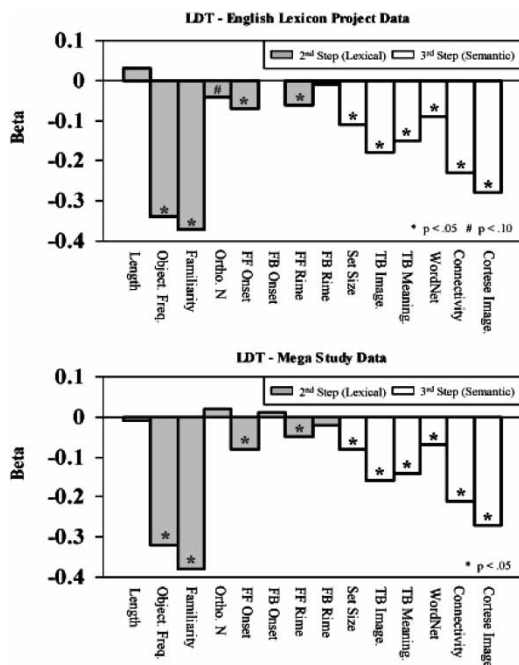 LDT - English Lexicon Project Data
2nd Step (Lexical) 3rd Step (Semantic)
0.1
0
-0.1
-0.2
-0.3
-0.4
Beta
#
*
*
*
*
*
*
*
*
*
*
* p <.05 # p <.10
Length
Object. Freq.
Familiarity
Ortho. N
FF Onset
FB Onset
FF Rime
FB Rime
Set Size
TB Image.
TB Meaning.
WordNet
Connectivity
Cortese Image.
LDT - Mega Study Data
2nd Step (Lexical) 3rd Step (Semantic)
0.1
0
-0.1
-0.2
-0.3
-0.4
Beta
*
*
*
*
*
*
*
*
*
*
* p <.05
Length
Object. Freq.
Familiarity
Ortho. N
FF Onset
FB Onset
FF Rime
FB Rime
Set Size
TB Image.
TB Meaning.
WordNet
Connectivity
Cortese Image.